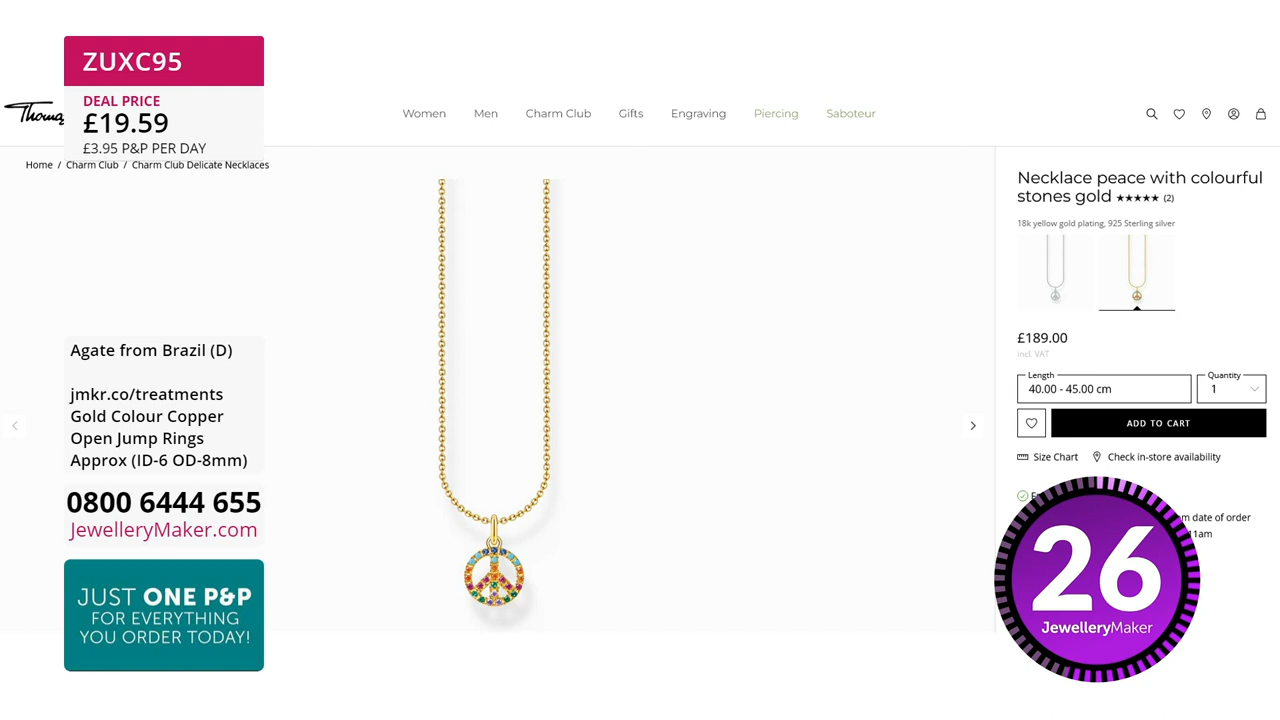 ZUXC95
DEAL PRICE
£19.59
£3.95 P&P PER DAY
Women
Men
Charm Club
Gifts
Engraving
Piercing
Saboteur
Home / Charm Club / Charm Club Delicate Necklaces
Necklace peace with colourful
stones gold ★★★★★ (2)
18k yellow gold plating, 925 Sterling silver
£189.00
incl. VAT
Length
40.00 - 45.00 cm
Quantity
1
ADD TO CART
Size Chart
Check in-store availability
date of order
11am
Agate from Brazil (D)
jmkr.co/treatments
Gold Colour Copper
Open Jump Rings
Approx (ID-6 OD-8mm)
0800 6444 655
JewelleryMaker.com
JUST ONE P&P
FOR EVERYTHING
YOU ORDER TODAY!
26
JewelleryMaker